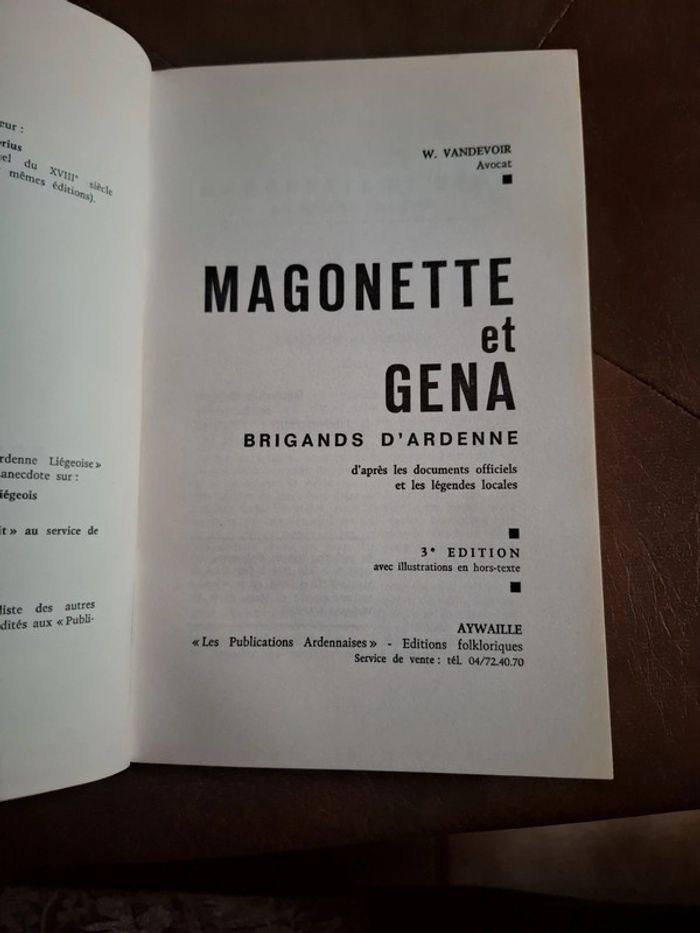 eur :
rius
el du XVIIIe siècle
mêmes éditions).
rdenne Liégeoise»
anecdote sur :
iégeois
t» au service de
liste des autres
dités aux «Publi-
W. VANDEVOIR
Avocat
MAGONETTE
et
GENA
BRIGANDS D'ARDENNE
d'après les documents officiels
et les légendes locales
3e EDITION
avec illustrations en hors-texte
AYWAILLE
«Les Publications Ardennaises» - Editions folkloriques
Service de vente : tél. 04/72.40.70